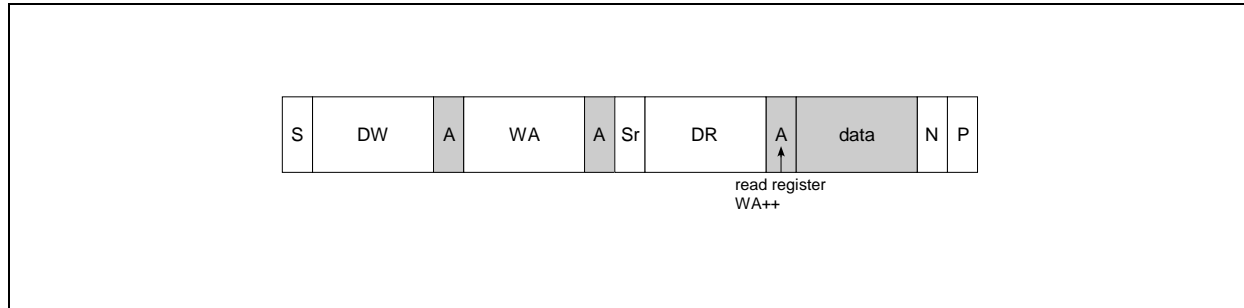 S DW A WA A Sr DR A data N P
read register
WA++